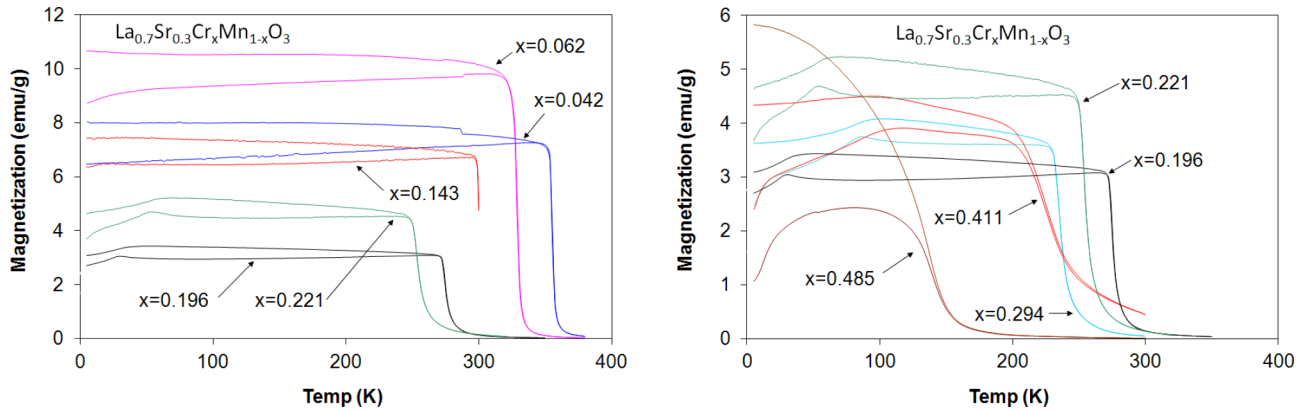 La0.7Sr0.3CrxMn1-xO3
12
10
8
6
4
2
0
0
100
200
300
400
Magnetization (emu/g)
Temp (K)
x=0.062
x=0.042
x=0.143
x=0.196
x=0.221
La0.7Sr0.3CrxMn1-xO3
6
5
4
3
2
1
0
0
100
200
300
400
Magnetization (emu/g)
Temp (K)
x=0.221
x=0.196
x=0.411
x=0.485
x=0.294